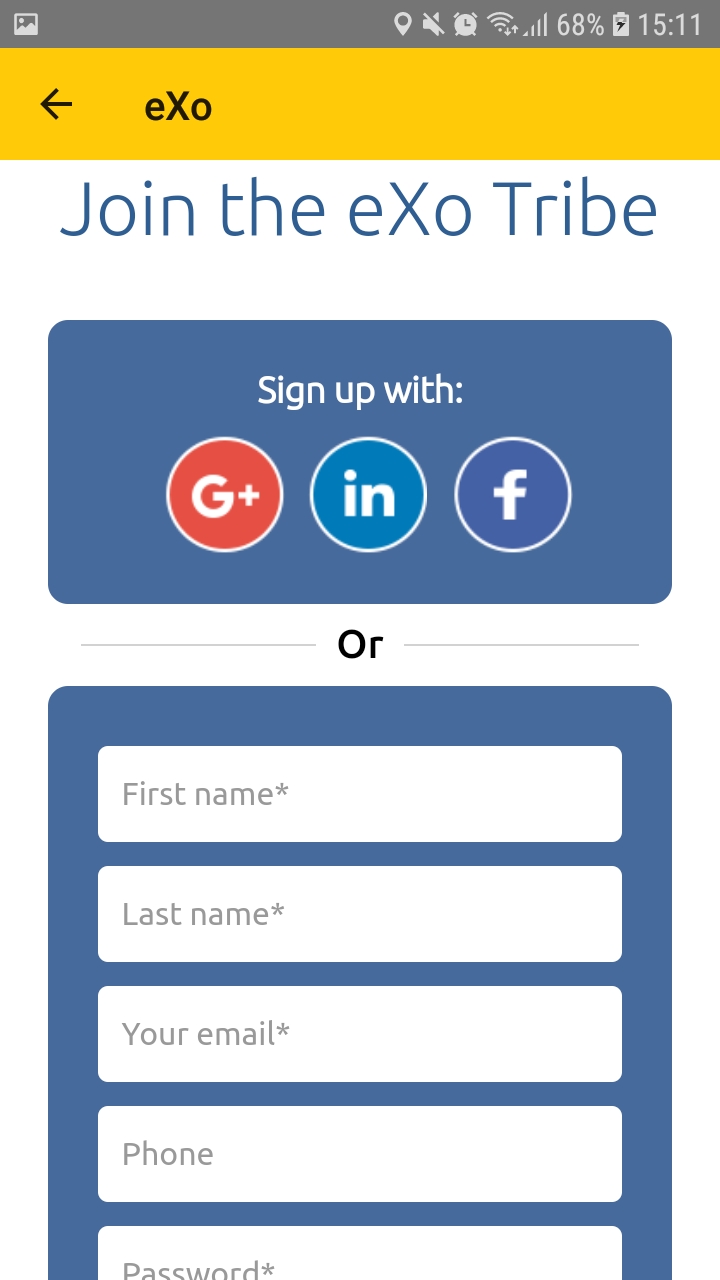 68% 15:11
eXo
Join the eXo Tribe
Sign up with:
G+ in f
Or
First name*
Last name*
Your email*
Phone
Password*